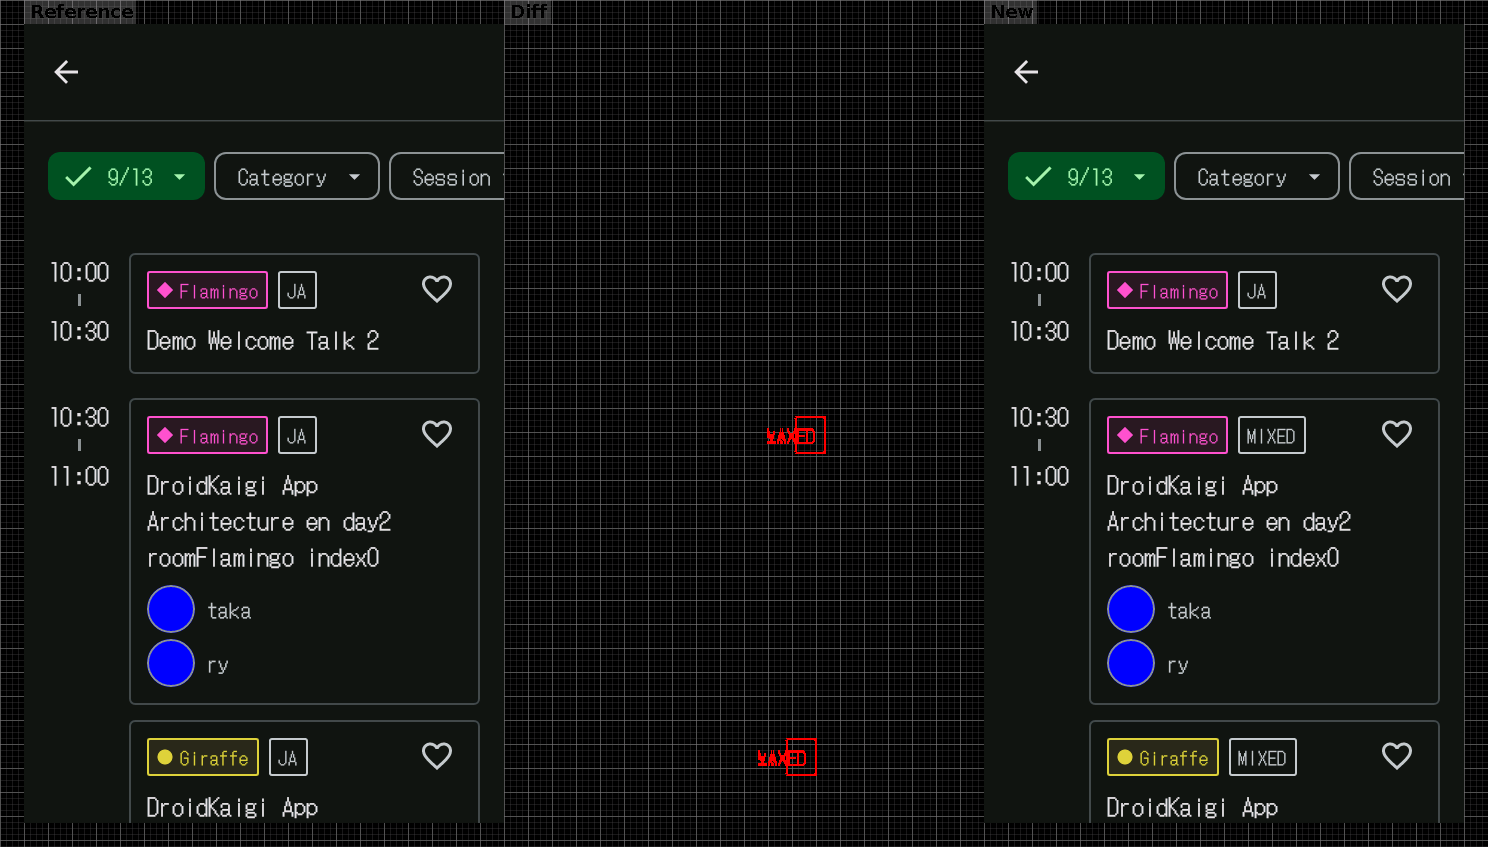 Reference
9/13
Category
Session
10:00
10:30
Flamingo
JA
Demo Welcome Talk 2
10:30
11:00
Flamingo
JA
DroidKaigi App
Architecture en day2
roomFlamingo index0
taka
ry
Giraffe
JA
DroidKaigi App
Diff
New
9/13
Category
Session
10:00
10:30
Flamingo
JA
Demo Welcome Talk 2
10:30
11:00
Flamingo
MIXED
DroidKaigi App
Architecture en day2
roomFlamingo index0
taka
ry
Giraffe
MIXED
DroidKaigi App